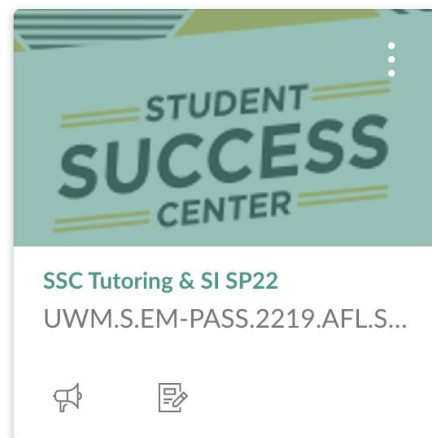 STUDENT
SUCCESS
CENTER
SSC Tutoring & SI SP22
UWM.S.EM-PASS.2219.AFL.S...